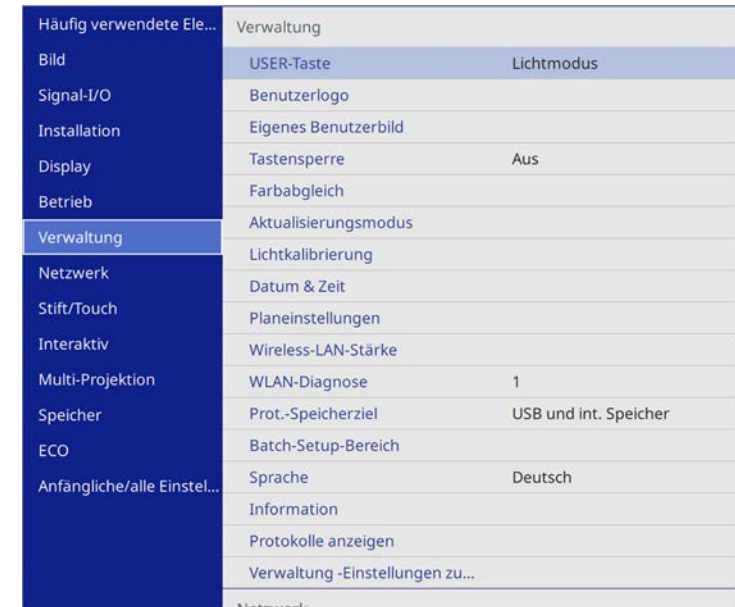 Häufig verwendete Ele...
Bild
Signal-I/O
Installation
Display
Betrieb
Verwaltung
Netzwerk
Stift/Touch
Interaktiv
Multi-Projektion
Speicher
ECO
Anfängliche/alle Einstel...
Verwaltung
USER-Taste Lichtmodus
Benutzerlogo
Eigenes Benutzerbild
Tastensperre Aus
Farbabgleich
Aktualisierungsmodus
Lichtkalibrierung
Datum & Zeit
Planeinstellungen
Wireless-LAN-Stärke
WLAN-Diagnose 1
Prot.-Speicherziel USB und int. Speicher
Batch-Setup-Bereich
Sprache Deutsch
Information
Protokolle anzeigen
Verwaltung -Einstellungen zu...
Netzwerk